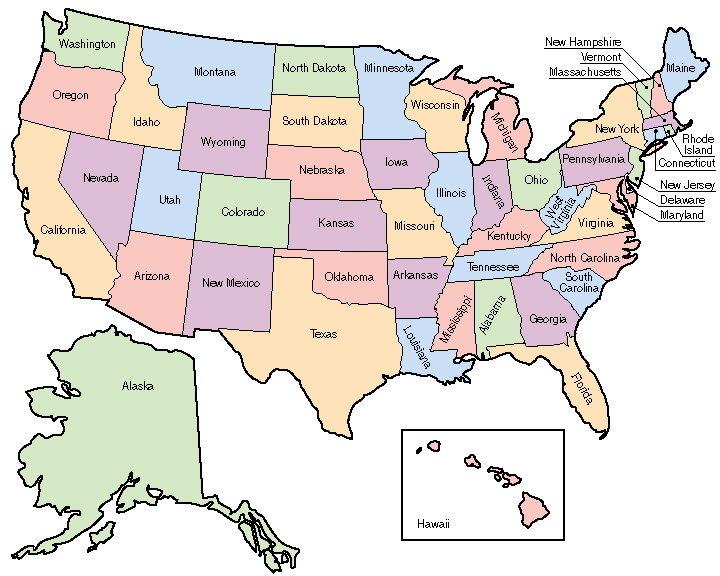 Washington
Montana
North Dakota
Minnesota
New Hampshire
Vermont
Massachusetts
Maine
Oregon
Idaho
Wyoming
South Dakota
Wisconsin
Michigan
New York
Rhode
Island
Connecticut
Nevada
Utah
Colorado
Nebraska
Iowa
Illinois
Indiana
Ohio
Pennsylvania
New Jersey
Delaware
Maryland
California
Kansas
Missouri
Kentucky
West
Virginia
Virginia
Arizona
New Mexico
Oklahoma
Arkansas
Tennessee
North Carolina
South
Carolina
Texas
Louisiana
Mississippi
Alabama
Georgia
Florida
Alaska
Hawaii